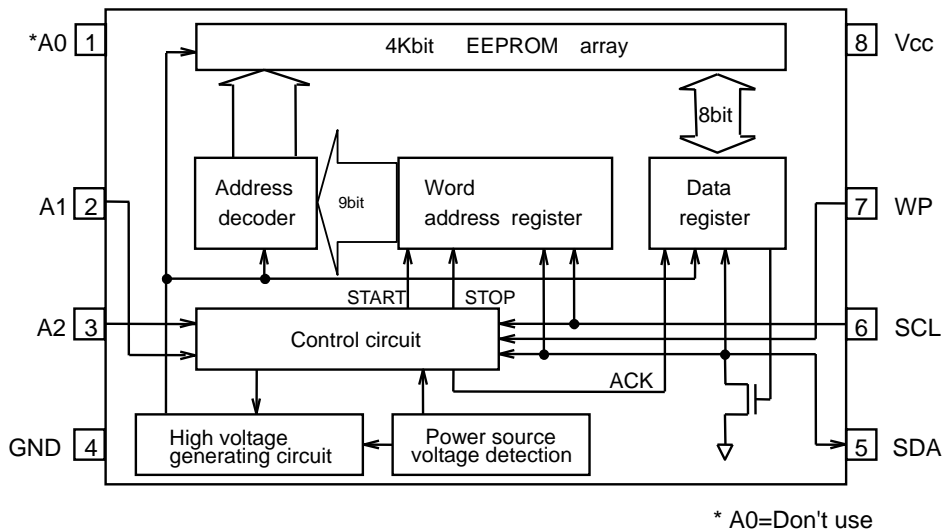 *A0 1
4Kbit EEPROM array
8 Vcc
8bit
A1 2
Address
decoder
9bit
Word
address register
Data
register
7 WP
START
STOP
A2 3
Control circuit
6 SCL
ACK
GND 4
High voltage
generating circuit
Power source
voltage detection
5 SDA
* A0=Don't use